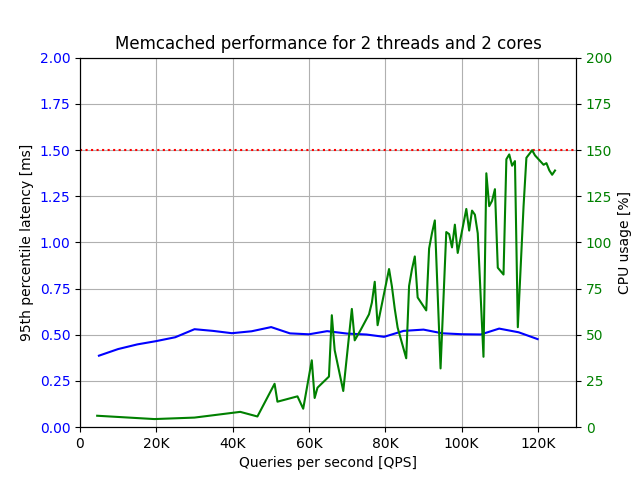 Memcached performance for 2 threads and 2 cores
2.00
1.75
1.50
1.25
1.00
0.75
0.50
0.25
0.00
95th percentile latency [ms]
200
175
150
125
100
75
50
25
0
CPU usage [%]
0
20K
40K
60K
80K
100K
120K
Queries per second [QPS]